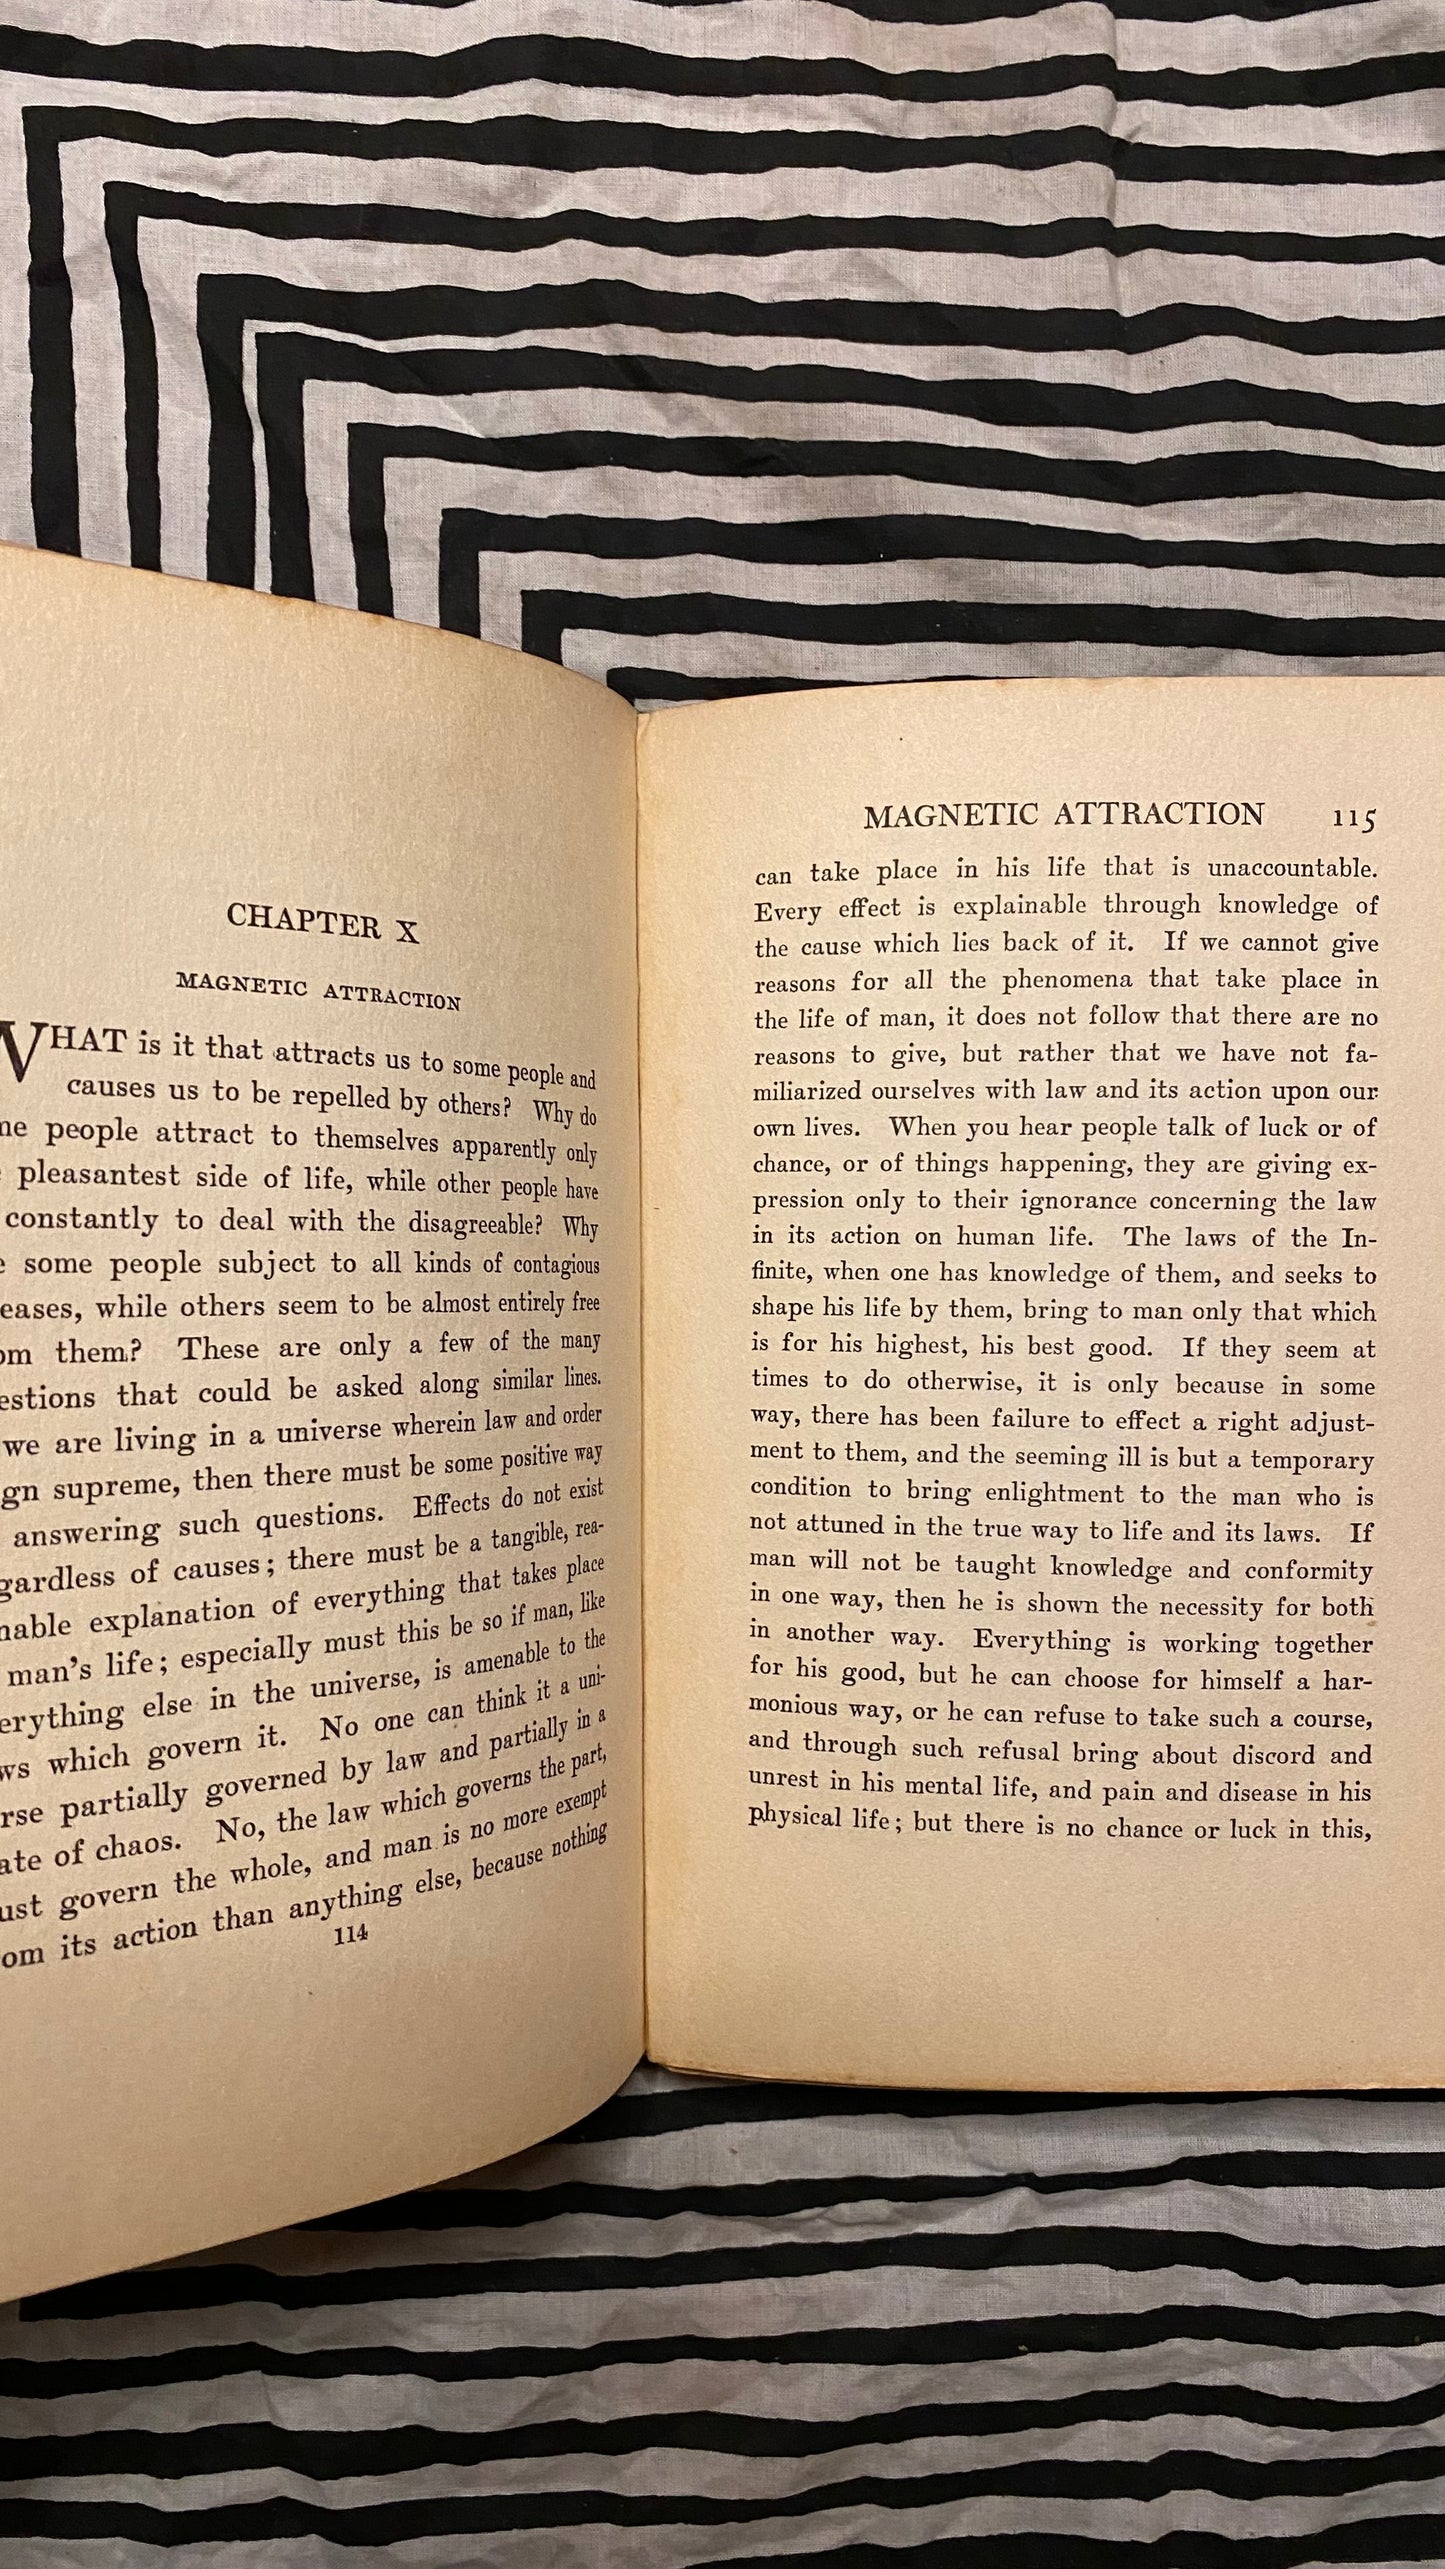 CHAPTER X
MAGNETIC ATTRACTION
WHAT is it that attracts us to some people and
causes us to be repelled by others? Why do
people attract to themselves apparently only
pleasantest side of life, while other people have
constantly to deal with the disagreeable? Why
some people subject to all kinds of contagious
eases, while others seem to be almost entirely free
om them? These are only a few of the many
estions that could be asked along similar lines.
we are living in a universe wherein law and order
gn supreme, then there must be some positive way
answering such questions. Effects do not exist
gardless of causes; there must be a tangible, rea-
nable explanation of everything that takes place
man's life; especially must this be so if man, like
erything else in the universe, is amenable to the
ws which govern it. No one can think it a uni-
rse partially governed by law and partially in a
ate of chaos. No, the law which governs the part,
ust govern the whole, and man is no more exempt
om its action than anything else, because nothing
114
MAGNETIC ATTRACTION 115
can take place in his life that is unaccountable.
Every effect is explainable through knowledge of
the cause which lies back of it. If we cannot give
reasons for all the phenomena that take place in
the life of man, it does not follow that there are no
reasons to give, but rather that we have not fa-
miliarized ourselves with law and its action upon our
own lives. When you hear people talk of luck or of
chance, or of things happening, they are giving ex-
pression only to their ignorance concerning the law
in its action on human life. The laws of the In-
finite, when one has knowledge of them, and seeks to
shape his life by them, bring to man only that which
is for his highest, his best good. If they seem at
times to do otherwise, it is only because in some
way, there has been failure to effect a right adjust-
ment to them, and the seeming ill is but a temporary
condition to bring enlightment to the man who is
not attuned in the true way to life and its laws. If
man will not be taught knowledge and conformity
in one way, then he is shown the necessity for both
in another way. Everything is working together
for his good, but he can choose for himself a har-
monious way, or he can refuse to take such a course,
and through such refusal bring about discord and
unrest in his mental life, and pain and disease in his
physical life; but there is no chance or luck in this,